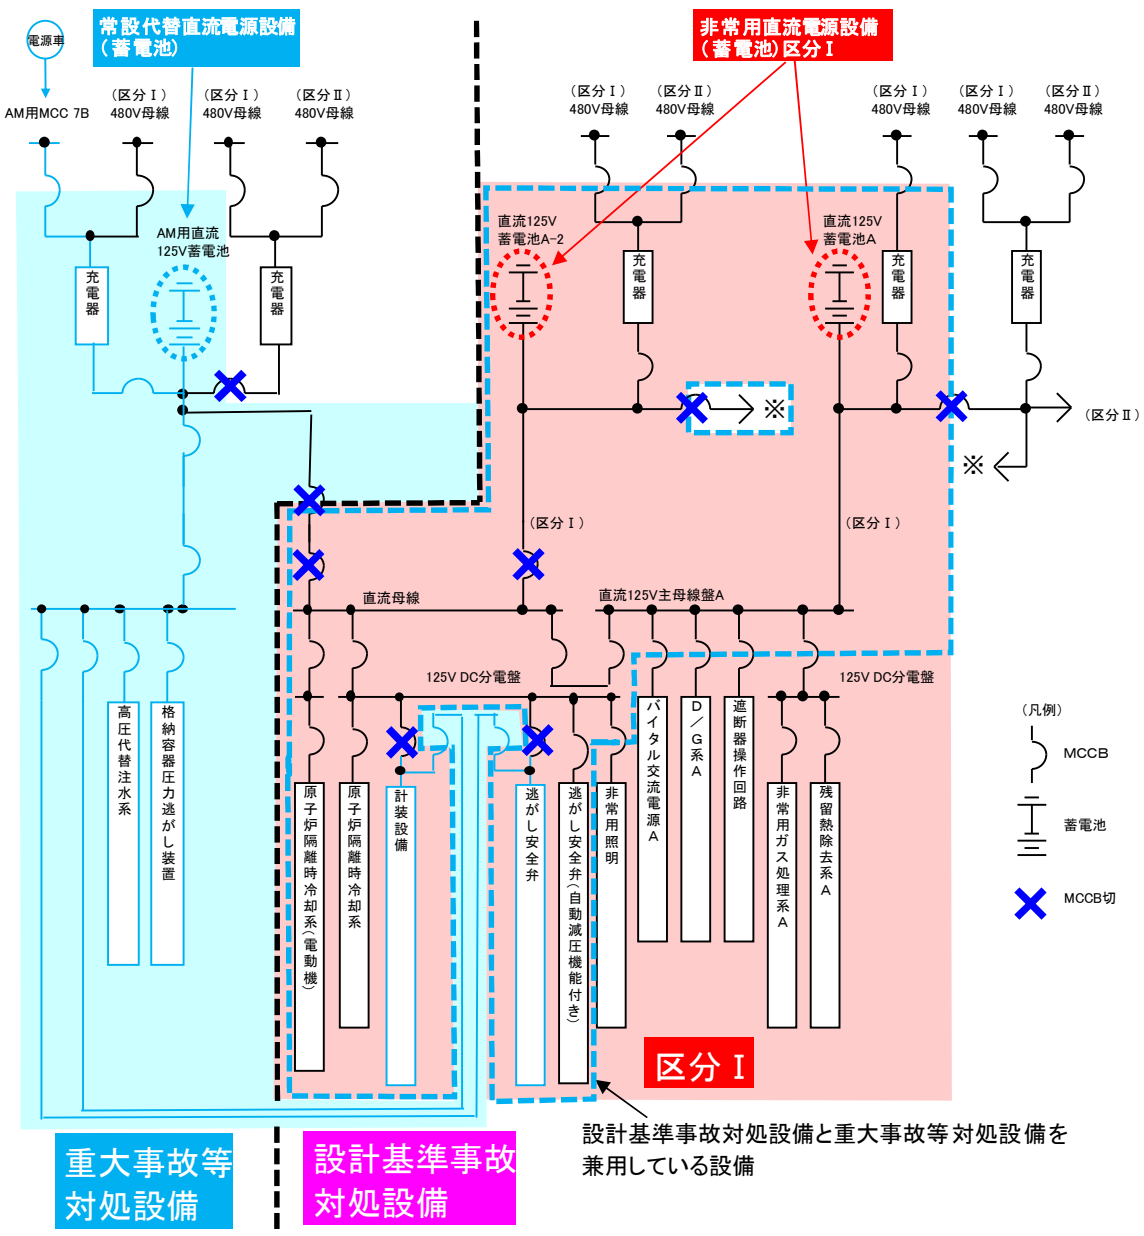 電源車
常設代替直流電源設備
(蓄電池)
非常用直流電源設備
(蓄電池)区分Ⅰ
AM用MCC 7B
(区分Ⅰ)
480V母線
(区分Ⅰ)
480V母線
(区分Ⅱ)
480V母線
(区分Ⅰ)
480V母線
(区分Ⅱ)
480V母線
(区分Ⅰ)
480V母線
(区分Ⅰ)
480V母線
(区分Ⅱ)
480V母線
AM用直流
125V蓄電池
直流125V
蓄電池A-2
直流125V
蓄電池A
充電器
充電器
充電器
充電器
充電器
※
(区分Ⅱ)
※
(区分Ⅰ)
(区分Ⅰ)
直流母線
直流125V主母線盤A
125V DC分電盤
125V DC分電盤
高圧代替注水系
格納容器圧力逃がし装置
原子炉隔離時冷却系(電動機)
原子炉隔離時冷却系
計装設備
逃がし安全弁
逃がし安全弁(自動減圧機能付き)
非常用照明
バイタル交流電源A
D/G系A
遮断器操作回路
非常用ガス処理系A
残留熱除去系A
(凡例)
MCCB
蓄電池
MCCB切
区分Ⅰ
設計基準事故対処設備と重大事故等対処設備を
兼用している設備
重大事故等
対処設備
設計基準事故
対処設備